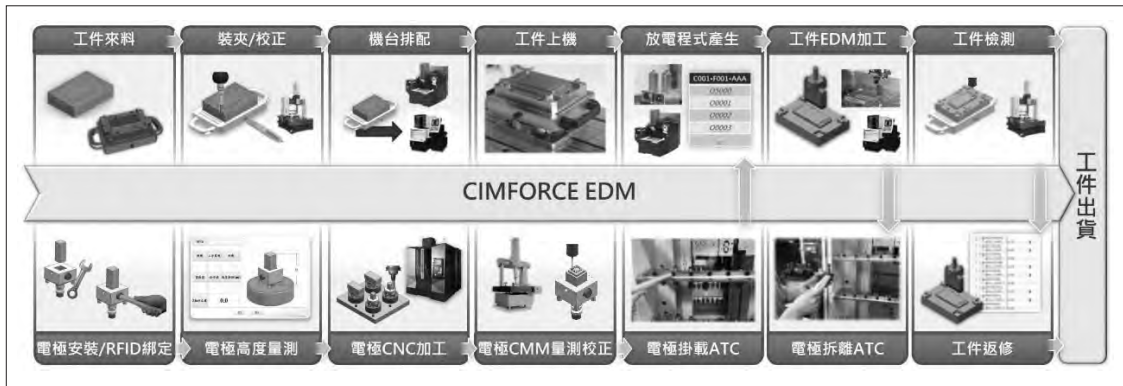 工件來料
裝夾/校正
機台排配
工件上機
放電程式產生
工件EDM加工
工件檢測
C001-F001-AAA
O5000
O0001
O0002
O0003
CIMFORCE EDM
工件出貨
0.0
電極安裝/RFID綁定
電極高度量測
電極CNC加工
電極CMM量測校正
電極掛載ATC
電極拆離ATC
工件返修